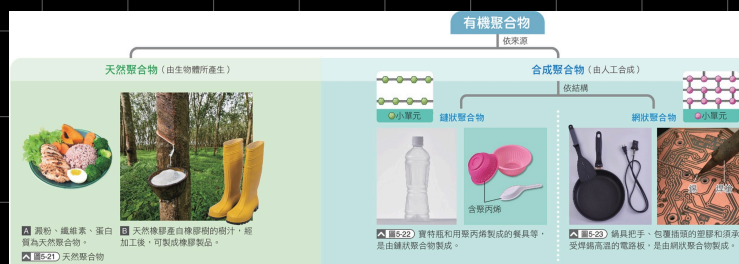 有機聚合物
依來源
天然聚合物(由生物體所產生)
合成聚合物(由人工合成)
依結構
小單元
鏈狀聚合物
網狀聚合物
小單元
含聚丙烯
錫
A 澱粉、纖維素、蛋白
質為天然聚合物。
B 天然橡膠產自橡膠樹的樹汁,經
加工後,可製成橡膠製品。
圖5-21 天然聚合物
圖5-22 寶特瓶和用聚丙烯製成的餐具等,
是由鏈狀聚合物製成。
圖5-23 鍋具把手、包覆插頭的塑膠和須承
受焊錫高溫的電路板,是由網狀聚合物製成。